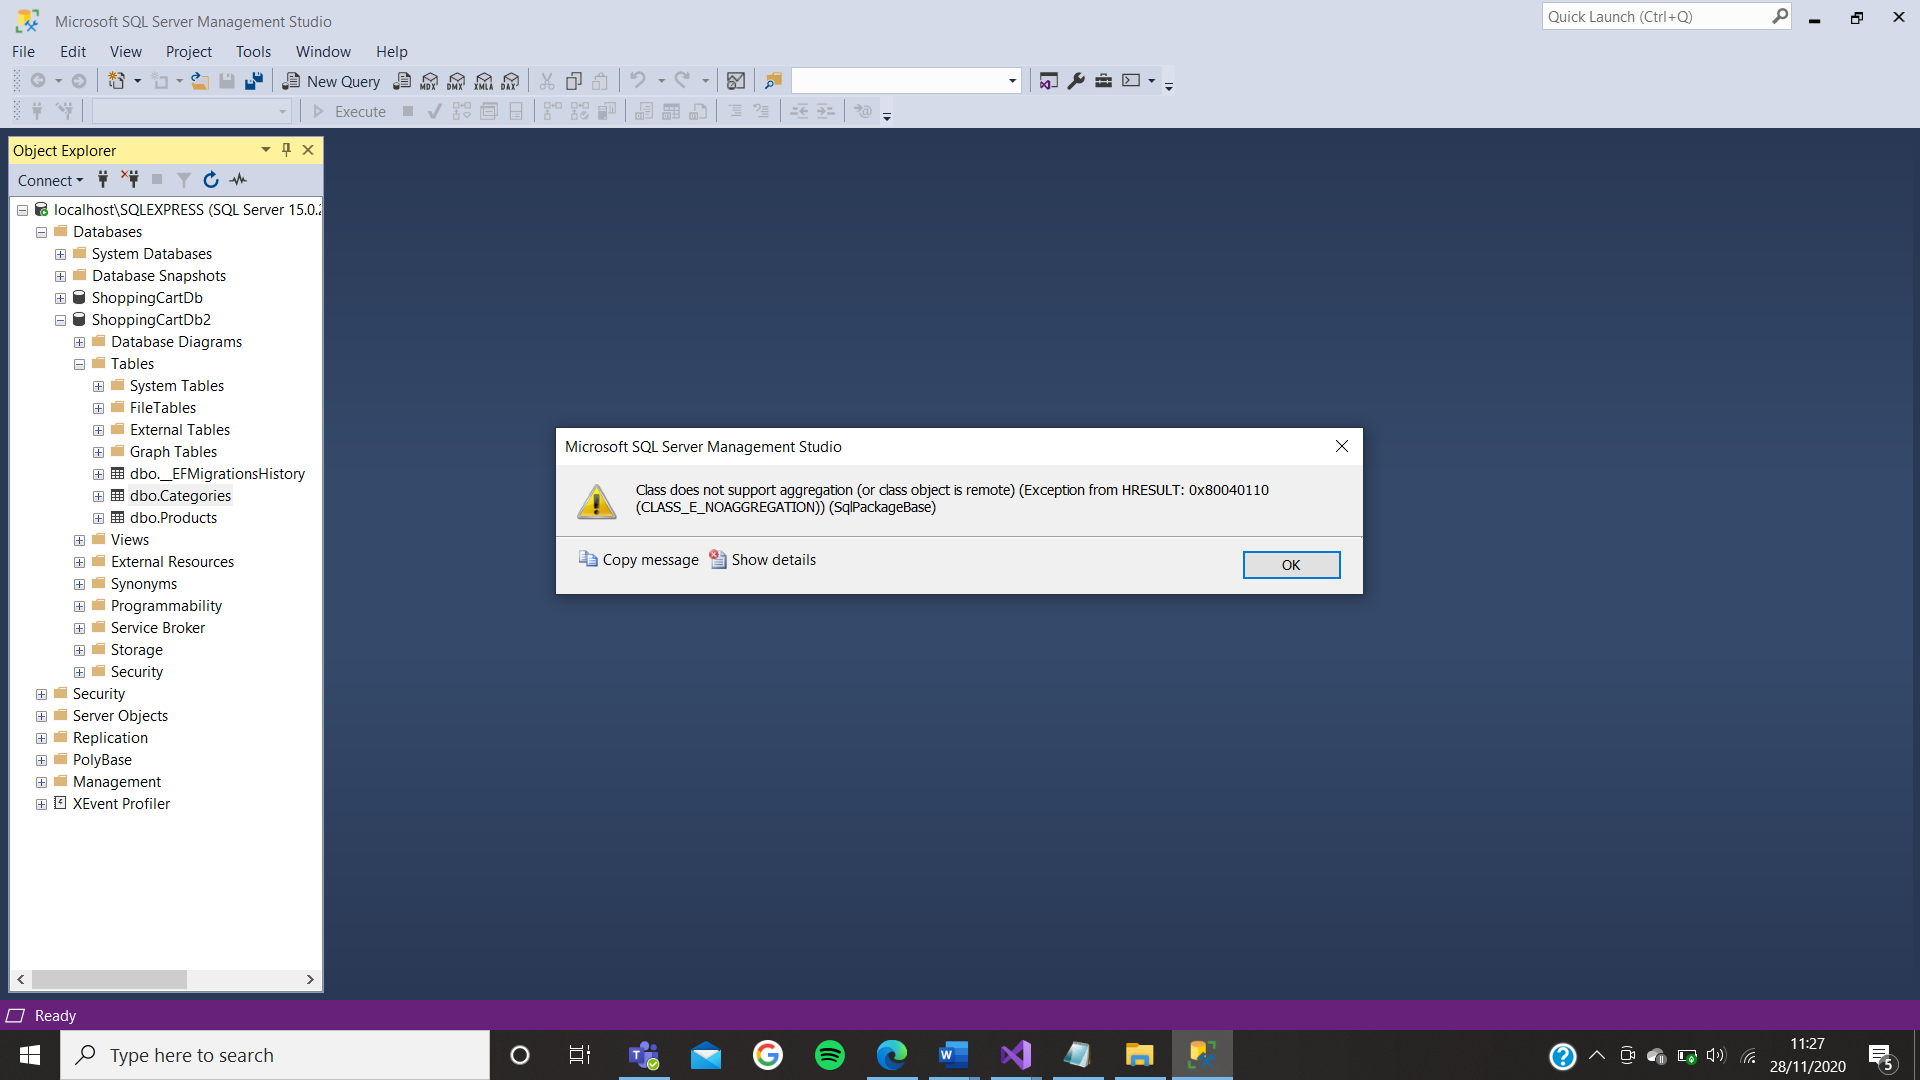 Microsoft SQL Server Management Studio
Quick Launch (Ctrl+Q)
File Edit View Project Tools Window Help
New Query MDX DMX XMLA DAX
Execute
Object Explorer
Connect
localhost\SQLEXPRESS (SQL Server 15.0.2
Databases
System Databases
Database Snapshots
ShoppingCartDb
ShoppingCartDb2
Database Diagrams
Tables
System Tables
FileTables
External Tables
Graph Tables
dbo.__EFMigrationsHistory
dbo.Categories
dbo.Products
Views
External Resources
Synonyms
Programmability
Service Broker
Storage
Security
Security
Server Objects
Replication
PolyBase
Management
XEvent Profiler
Microsoft SQL Server Management Studio
Class does not support aggregation (or class object is remote) (Exception from HRESULT: 0x80040110
(CLASS_E_NOAGGREGATION)) (SqlPackageBase)
Copy message Show details OK
Ready
Type here to search
11:27
28/11/2020
5